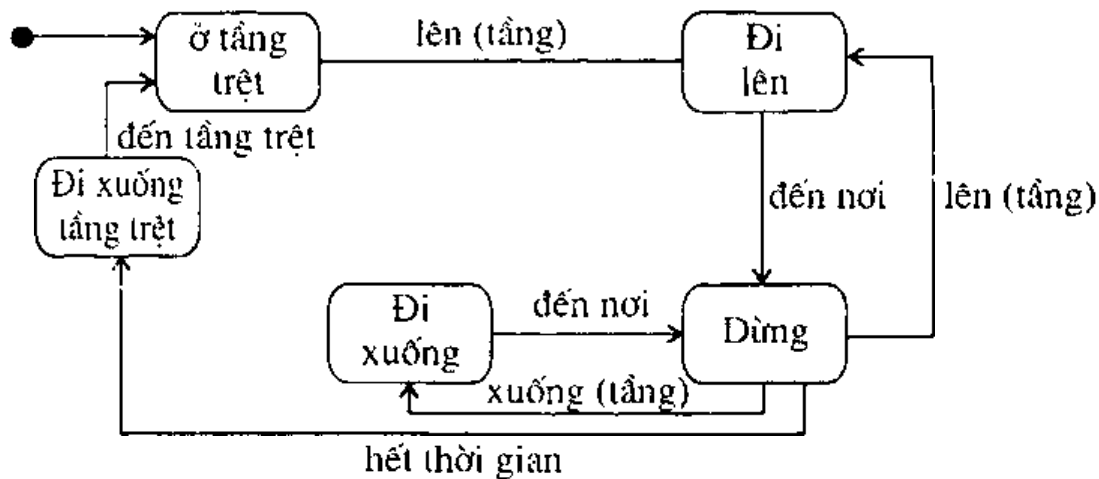 ở tầng
trệt
lên (tầng)
Đi
lên
đến tầng trệt
Đi xuống
tầng trệt
đến nơi
lên (tầng)
Đi
xuống
đến nơi
Dừng
xuống (tầng)
hết thời gian